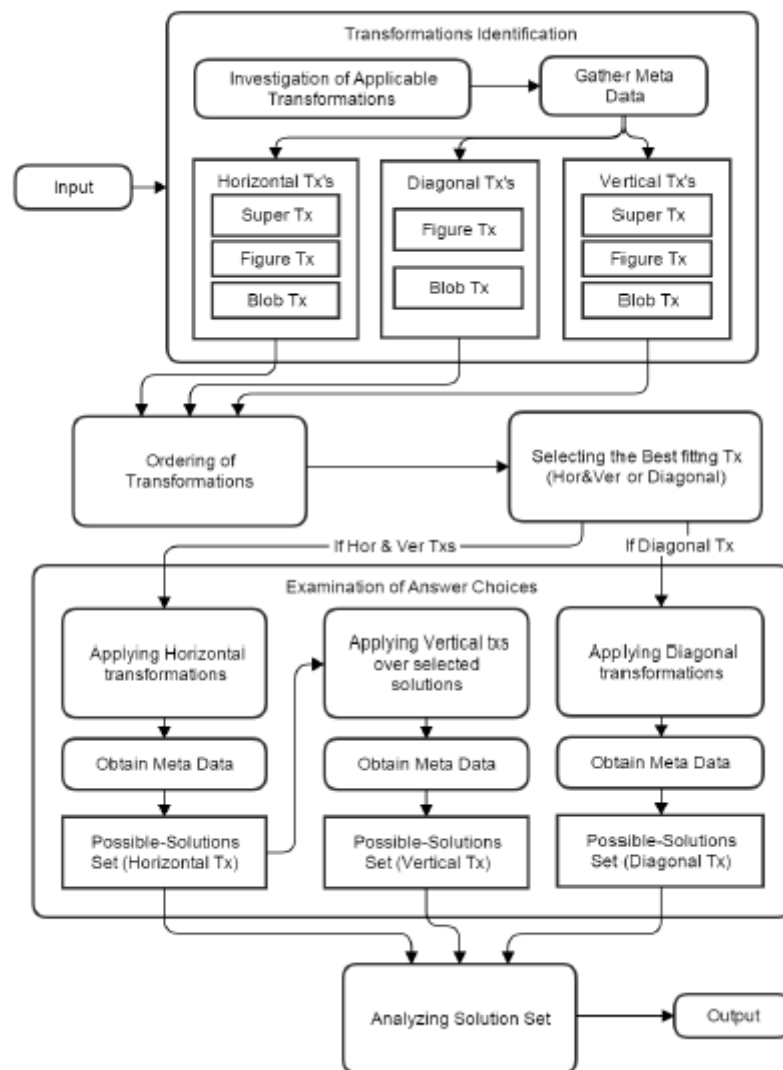 Transformations Identification
Investigation of Applicable
Transformations
Gather Meta
Data
Input
Horizontal Tx's
Super Tx
Figure Tx
Blob Tx
Diagonal Tx's
Figure Tx
Blob Tx
Vertical Tx's
Super Tx
Fiigure Tx
Blob Tx
Ordering of
Transformations
Selecting the Best fittng Tx
(Hor&Ver or Diagonal)
If Hor & Ver Txs
If Diagonal Tx
Examination of Answer Choices
Applying Horizontal
transformations
Applying Vertical txs
over selected
solutions
Applying Diagonal
transformations
Obtain Meta Data
Obtain Meta Data
Obtain Meta Data
Possible-Solutions
Set (Horizontal Tx)
Possible-Solutions
Set (Vertical Tx)
Possible-Solutions
Set (Diagonal Tx)
Analyzing Solution Set
Output